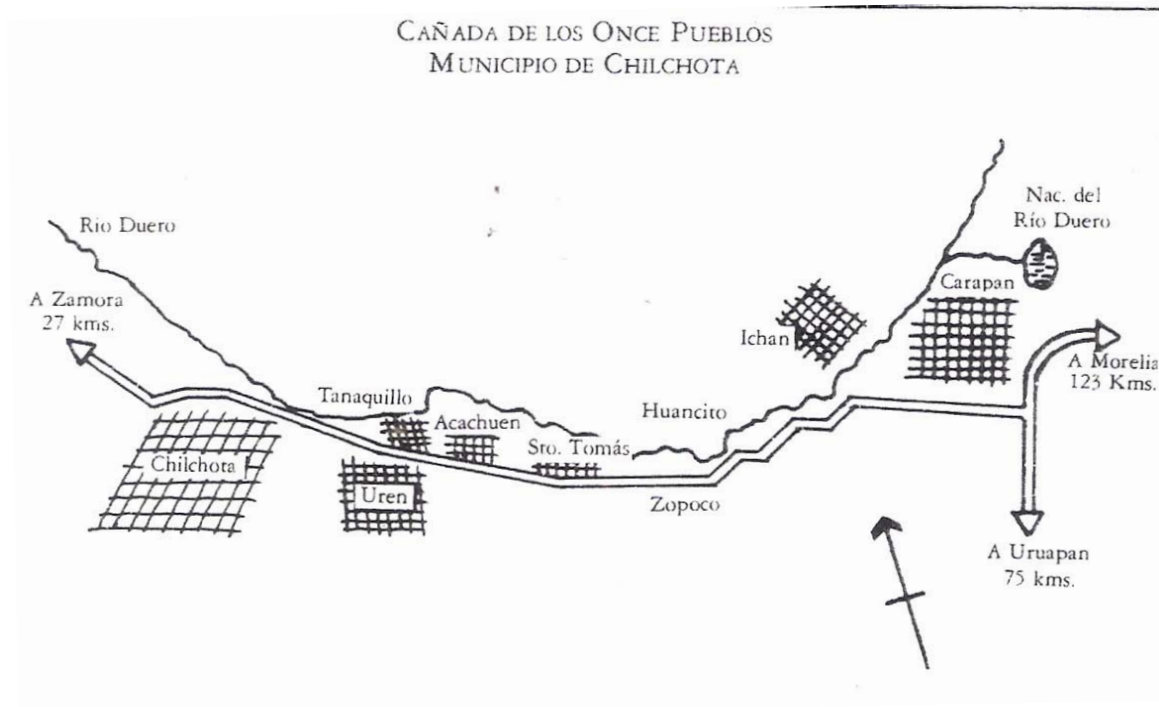 CAÑADA DE LOS ONCE PUEBLOS
MUNICIPIO DE CHILCHOTA
Nac. del
Río Duero
Rio Duero
Carapan
A Zamora
27 kms.
Ichan
A Morelia
123 Kms.
Tanaquillo
Huancito
Acachuen
Sto. Tomás
Chilchota
Uren
Zopoco
A Uruapan
75 kms.